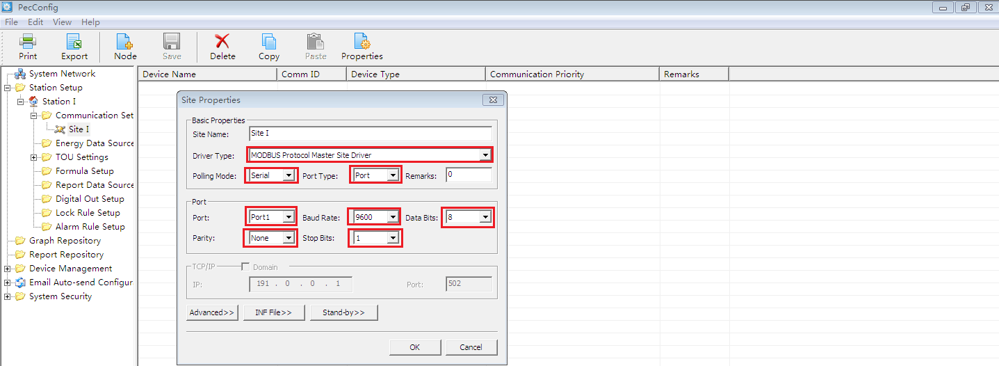 PecConfig
File Edit View Help
Print Export Node Save Delete Copy Paste Properties
System Network
Station Setup
Station I
Communication Set
Site I
Energy Data Source
TOU Settings
Formula Setup
Report Data Source
Digital Out Setup
Lock Rule Setup
Alarm Rule Setup
Graph Repository
Report Repository
Device Management
Email Auto-send Configur
System Security
Device Name Comm ID Device Type Communication Priority Remarks
Site Properties
Basic Properties
Site Name: Site I
Driver Type: MODBUS Protocol Master Site Driver
Polling Mode: Serial Port Type: Port Remarks: 0
Port
Port: Port1 Baud Rate: 9600 Data Bits: 8
Parity: None Stop Bits: 1
TCP/IP Domain
IP: 191 . 0 . 0 . 1 Port: 502
Advanced>> INF File>> Stand-by>>
OK Cancel